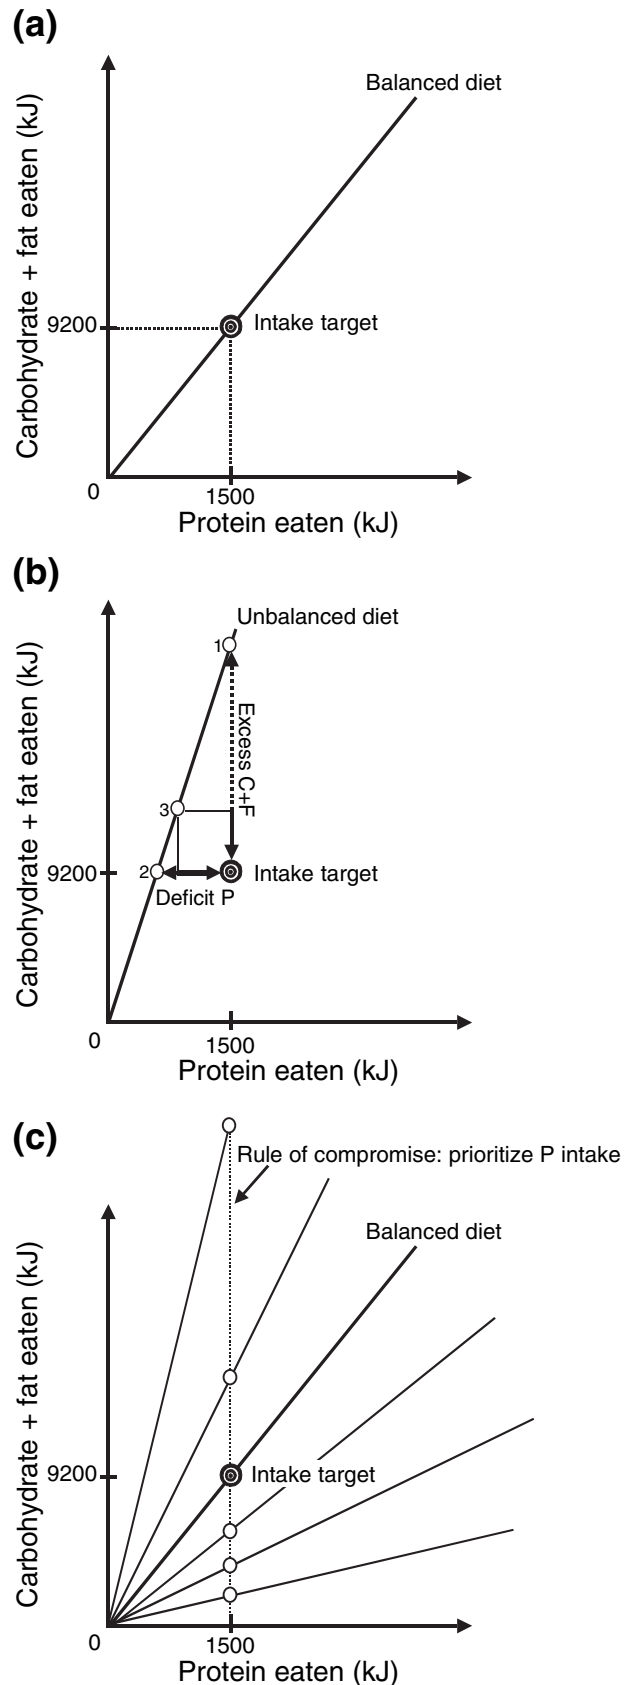 (a)
Balanced diet
Carbohydrate + fat eaten (kJ)
9200
Intake target
0
1500
Protein eaten (kJ)
(b)
Unbalanced diet
1
Carbohydrate + fat eaten (kJ)
Excess C+F
3
9200
2
Intake target
Deficit P
0
1500
Protein eaten (kJ)
(c)
Rule of compromise: prioritize P intake
Balanced diet
Carbohydrate + fat eaten (kJ)
9200
Intake target
0
1500
Protein eaten (kJ)